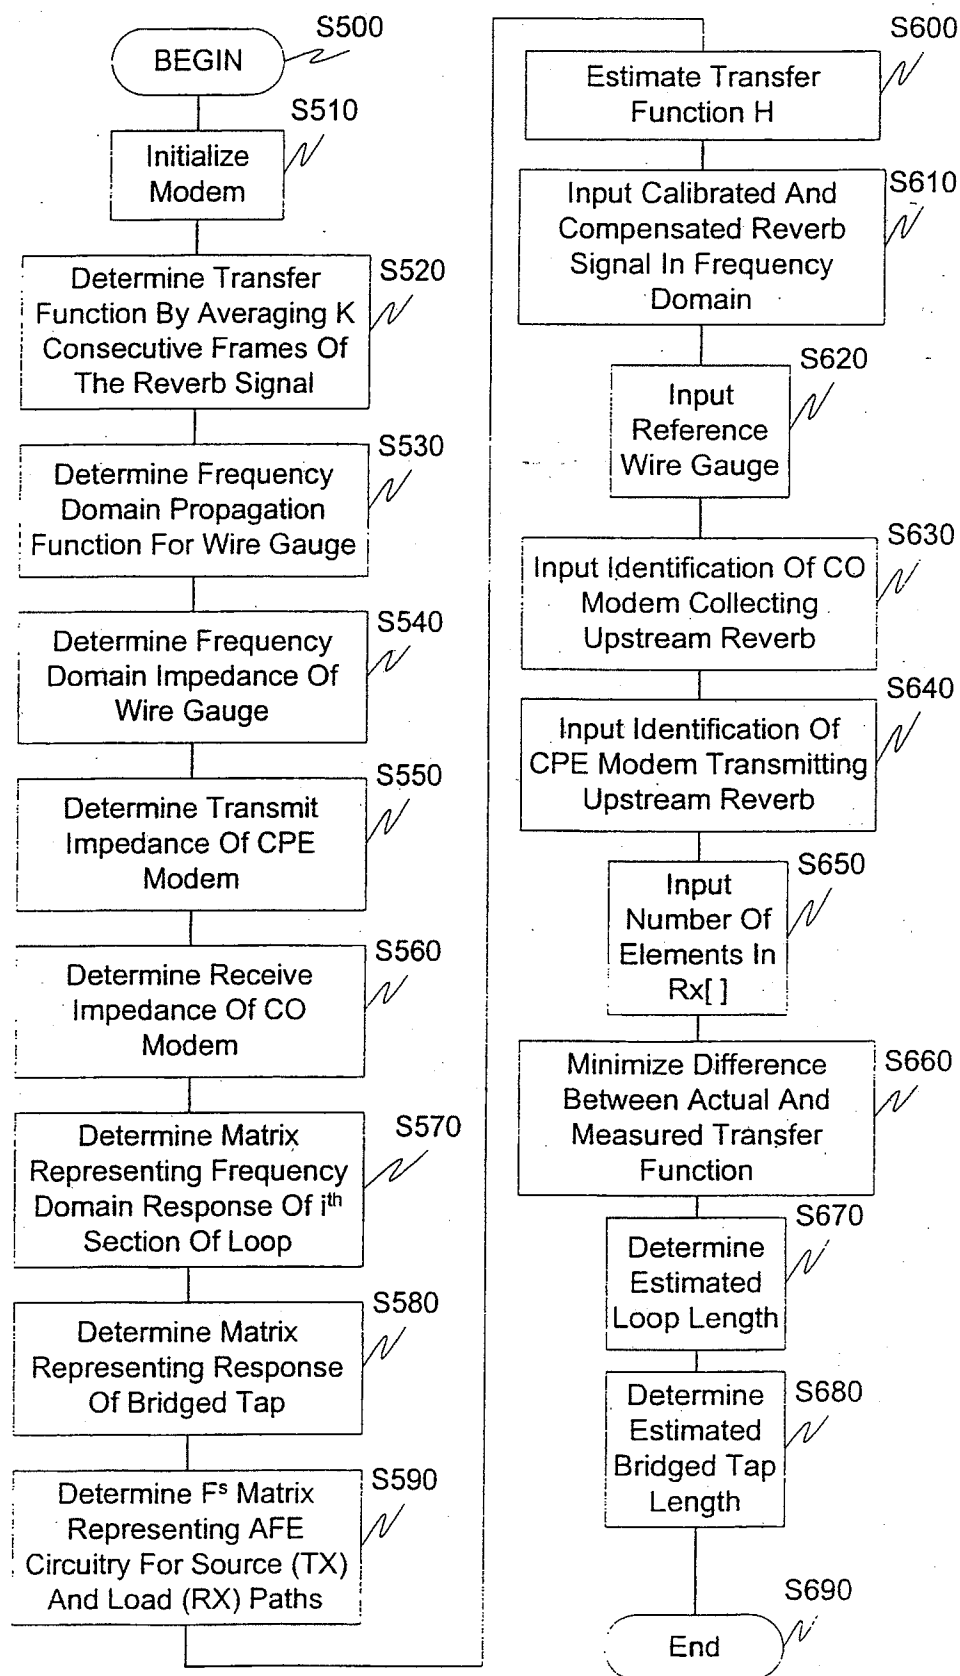 S500
BEGIN
S510
Initialize
Modem
S520
Determine Transfer
Function By Averaging K
Consecutive Frames Of
The Reverb Signal
S530
Determine Frequency
Domain Propagation
Function For Wire Gauge
S540
Determine Frequency
Domain Impedance Of
Wire Gauge
S550
Determine Transmit
Impedance Of CPE
Modem
S560
Determine Receive
Impedance Of CO
Modem
S570
Determine Matrix
Representing Frequency
Domain Response Of iᵗʰ
Section Of Loop
S580
Determine Matrix
Representing Response
Of Bridged Tap
S590
Determine Fˢ Matrix
Representing AFE
Circuitry For Source (TX)
And Load (RX) Paths
S600
Estimate Transfer
Function H
S610
Input Calibrated And
Compensated Reverb
Signal In Frequency
Domain
S620
Input
Reference
Wire Gauge
S630
Input Identification Of CO
Modem Collecting
Upstream Reverb
S640
Input Identification Of
CPE Modem Transmitting
Upstream Reverb
S650
Input
Number Of
Elements In
Rx[ ]
S660
Minimize Difference
Between Actual And
Measured Transfer
Function
S670
Determine
Estimated
Loop Length
S680
Determine
Estimated
Bridged Tap
Length
S690
End